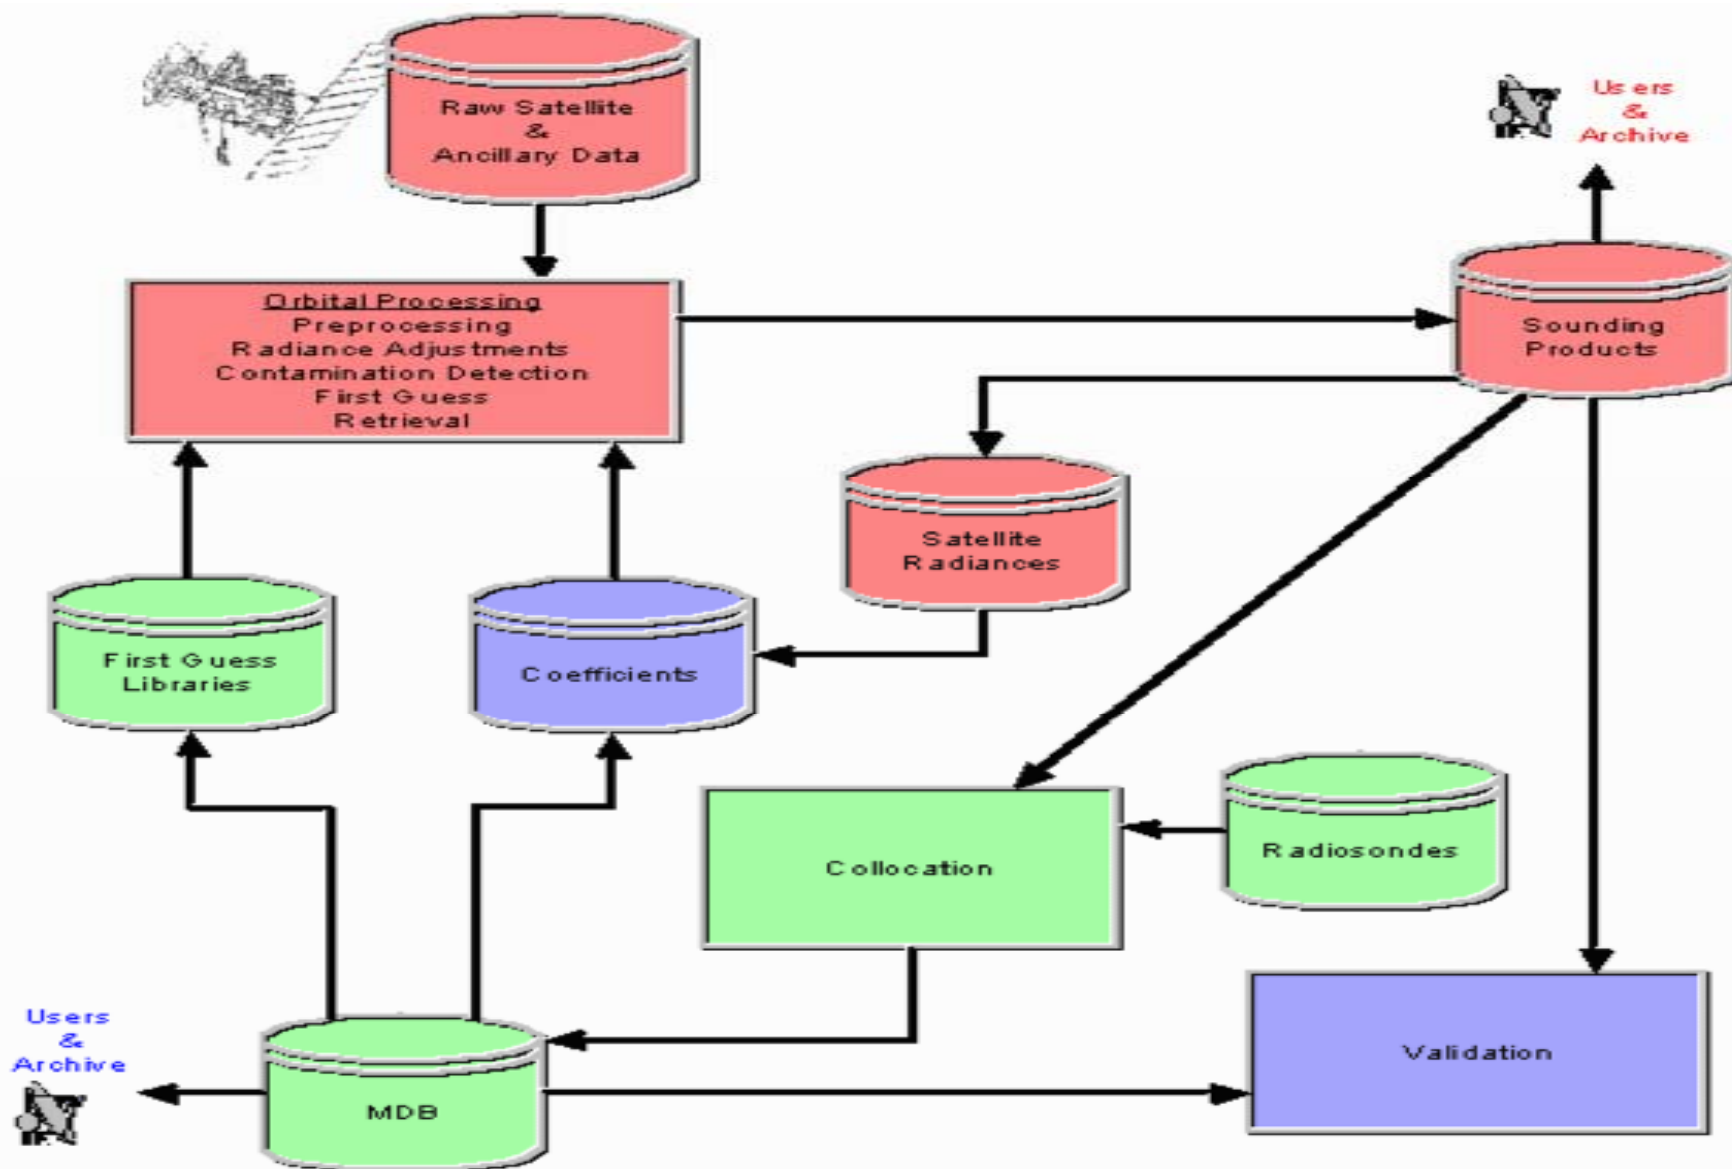 Raw Satellite
&
Ancillary Data
Users
&
Archive
Orbital Processing
Preprocessing
Radiance Adjustments
Contamination Detection
First Guess
Retrieval
Sounding
Products
Satellite
Radiances
First Guess
Libraries
Coefficients
Radiosondes
Collocation
Users
&
Archive
MDB
Validation